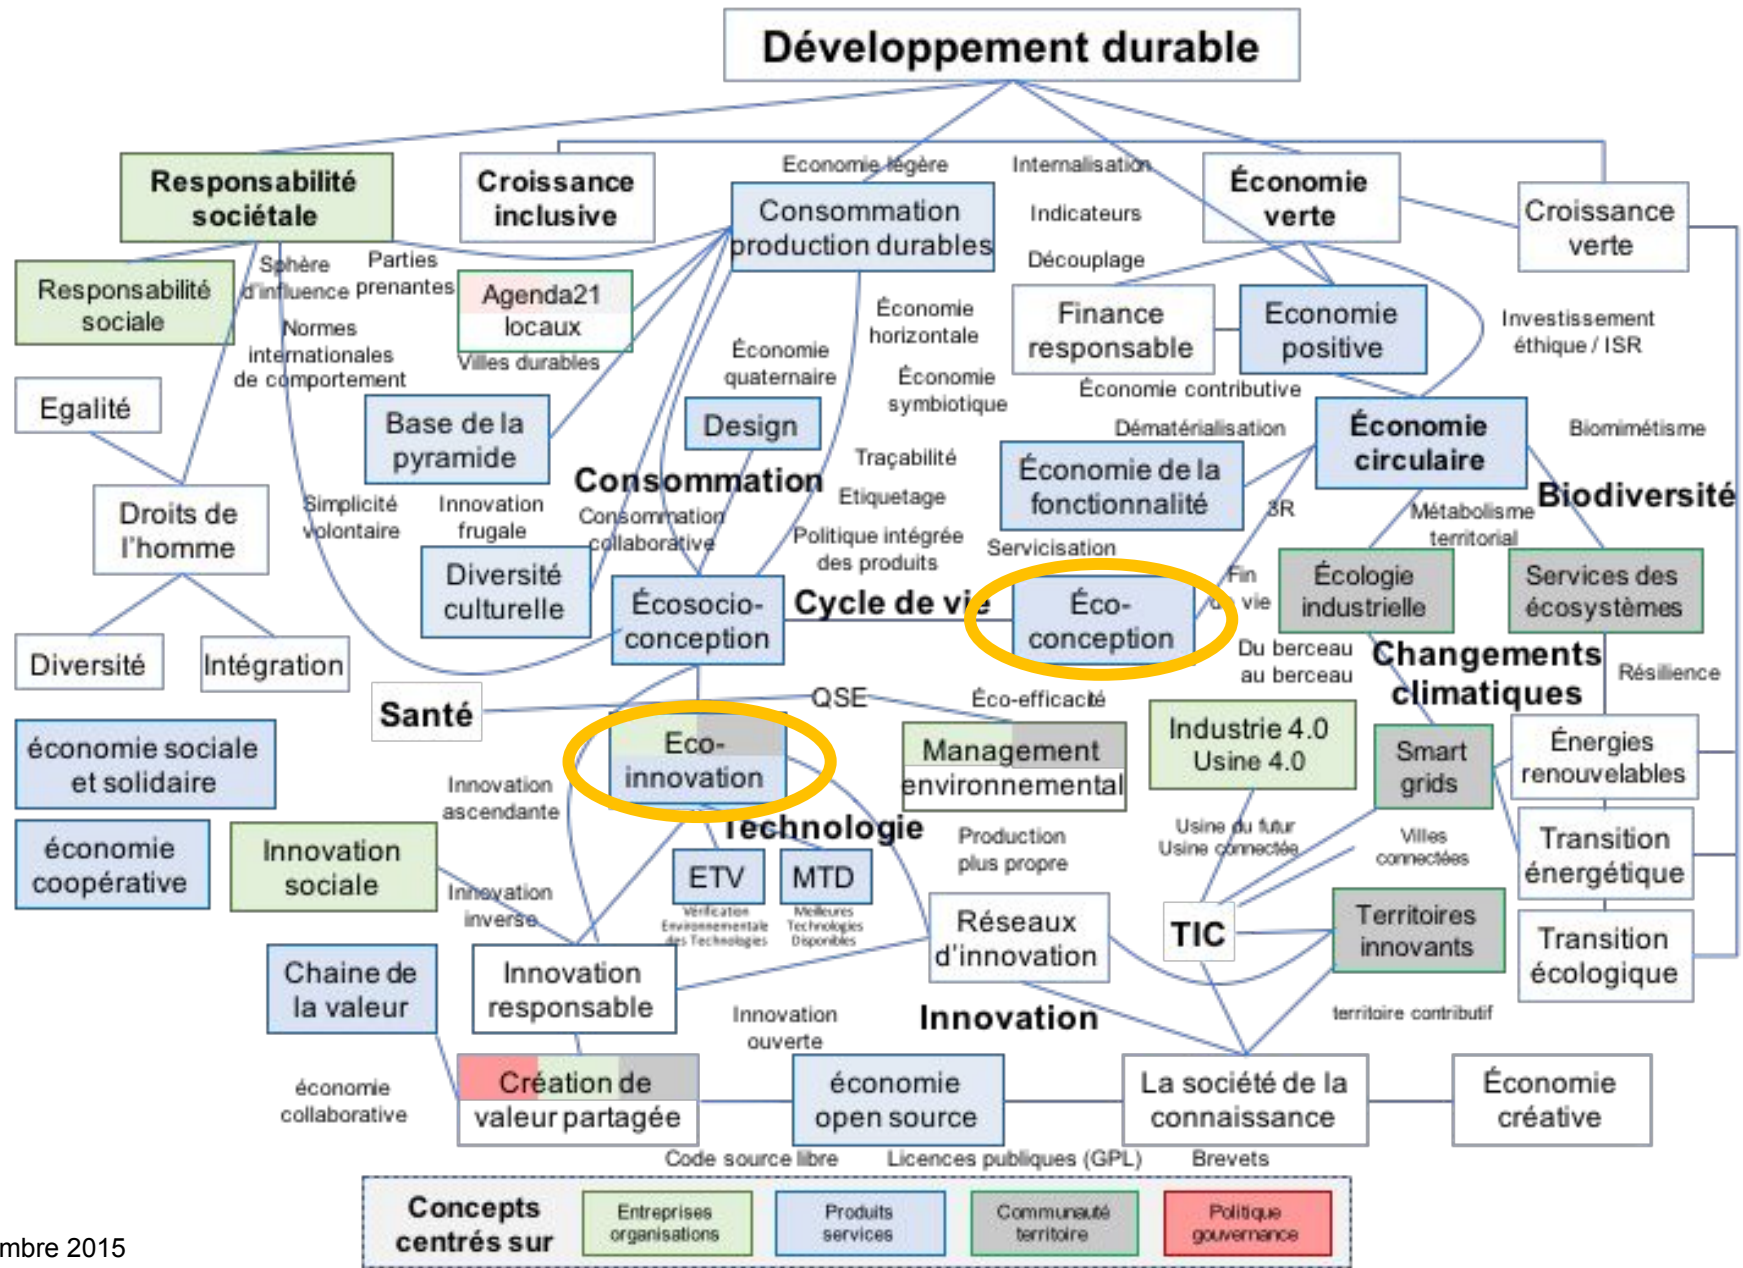 Développement durable
Responsabilité
sociétale
Croissance
inclusive
Economie légère
Consommation
production durables
Internalisation
Indicateurs
Découplage
Économie
verte
Croissance
verte
Responsabilité
sociale
Sphère
d'influence
Parties
prenantes
Normes
internationales
de comportement
Agenda21
locaux
Villes durables
Économie
horizontale
Économie
quaternaire
Économie
symbiotique
Finance
responsable
Economie
positive
Investissement
éthique / ISR
Économie contributive
Egalité
Base de la
pyramide
Design
Dématérialisation
Économie
circulaire
Biomimétisme
Traçabilité
Économie de la
fonctionnalité
Consommation
Etiquetage
3R
Biodiversité
Droits de
l'homme
Simplicité
volontaire
Innovation
frugale
Consommation
collaborative
Politique intégrée
des produits
Servicisation
Métabolisme
territorial
Diversité
culturelle
Écosocio-
conception
Cycle de vie
Éco-
conception
Fin
de vie
Écologie
industrielle
Services des
écosystèmes
Diversité
Intégration
Du berceau
au berceau
Changements
climatiques
Résilience
Santé
QSE
Éco-efficacité
économie sociale
et solidaire
Eco-
innovation
Management
environnemental
Industrie 4.0
Usine 4.0
Smart
grids
Énergies
renouvelables
Innovation
ascendante
Technologie
Production
plus propre
Usine du futur
Usine connectée
Villes
connectées
Transition
énergétique
économie
coopérative
Innovation
sociale
Innovation
inverse
ETV
MTD
Vérification
Environnementale
des Technologies
Meilleures
Technologies
Disponibles
Réseaux
d'innovation
TIC
Territoires
innovants
Transition
écologique
Chaine de
la valeur
Innovation
responsable
Innovation
ouverte
Innovation
territoire contributif
économie
collaborative
Création de
valeur partagée
économie
open source
La société de la
connaissance
Économie
créative
Code source libre
Licences publiques (GPL)
Brevets
Concepts
centrés sur
Entreprises
organisations
Produits
services
Communauté
territoire
Politique
gouvernance
mbre 2015